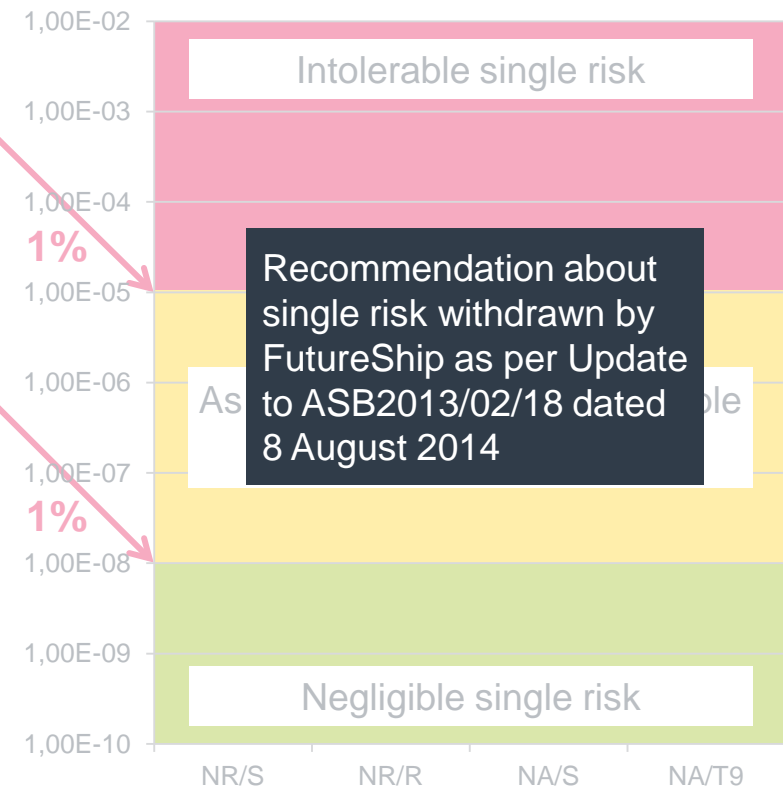 1,00E-02
Intolerable single risk
1,00E-03
1,00E-04
1%
1,00E-05
Recommendation about
single risk withdrawn by
FutureShip as per Update
to ASB2013/02/18 dated
8 August 2014
1,00E-06
As
1,00E-07
1%
1,00E-08
1,00E-09
Negligible single risk
1,00E-10
NR/S NR/R NA/S NA/T9